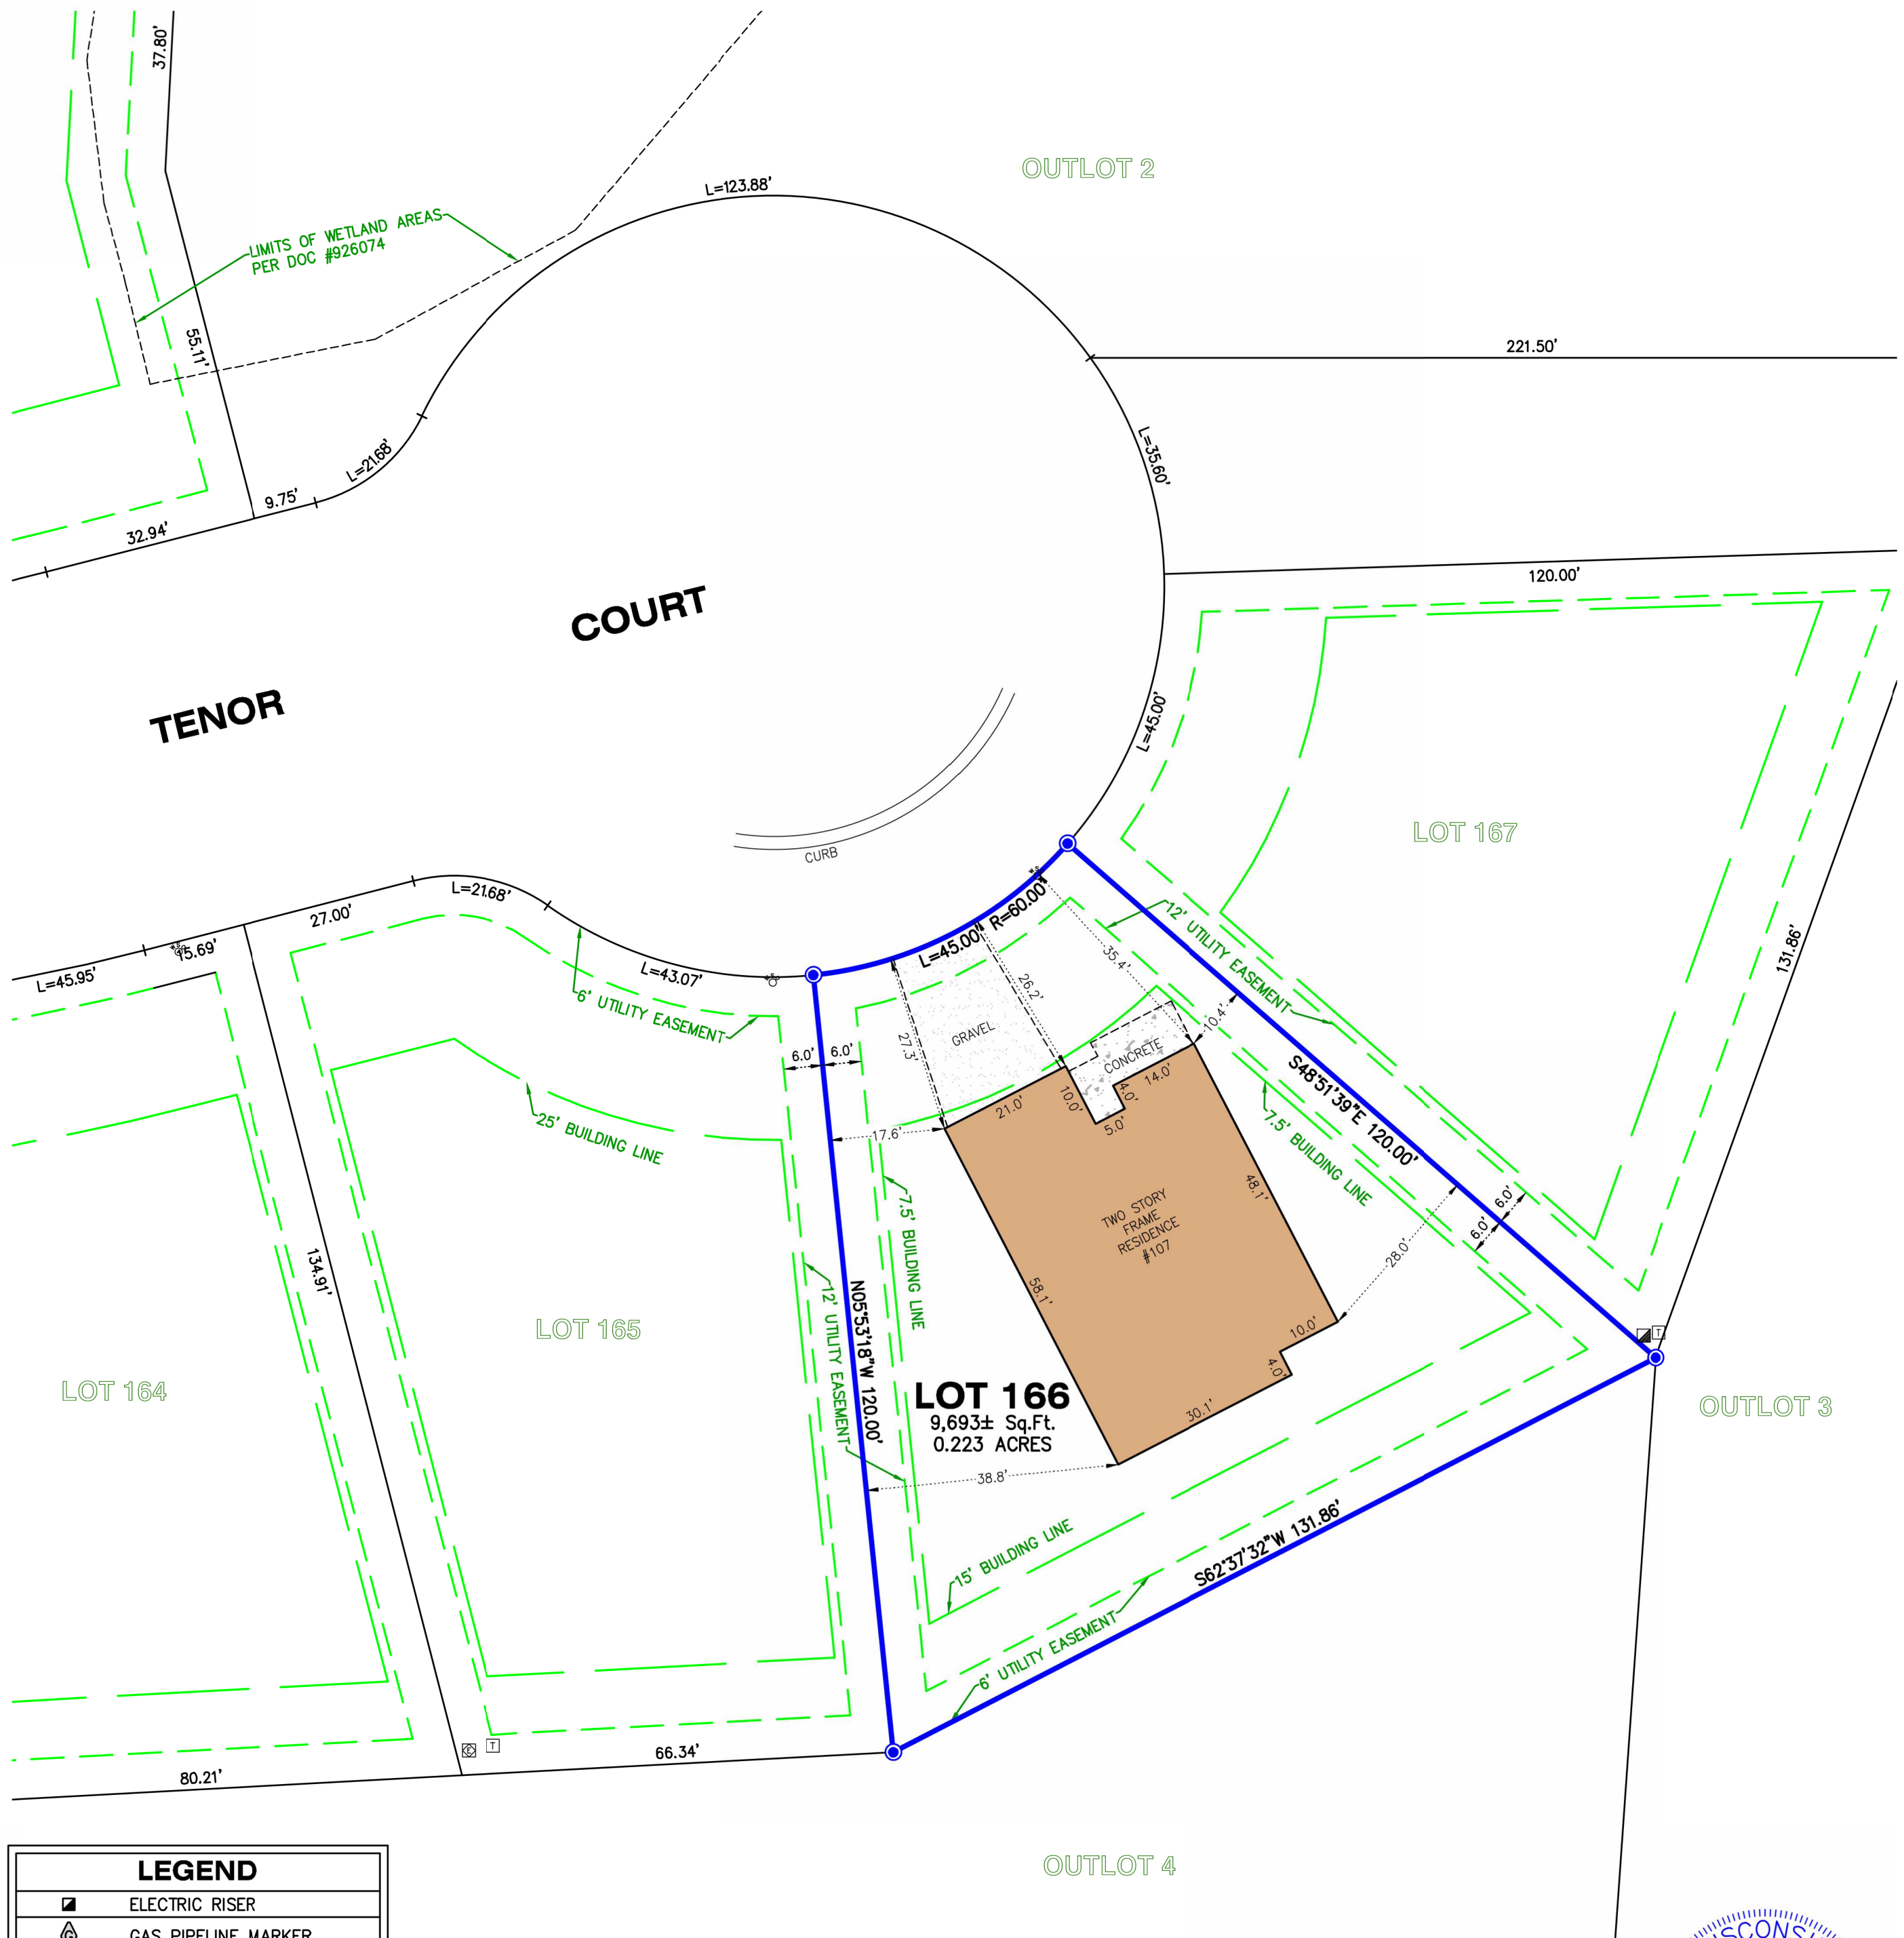 37.80'
OUTLOT 2
L=123.88'
LIMITS OF WETLAND AREAS
PER DOC #926074
55.11'
221.50'
L=35.60'
L=21.68'
9.75'
32.94'
120.00'
COURT
TENOR
L=45.00'
LOT 167
CURB
L=21.68'
27.00'
15.69'
L=45.95'
L=43.07'
6' UTILITY EASEMENT
L=45.00' R=60.00'
12' UTILITY EASEMENT
131.86'
35.4'
26.2'
10.4'
GRAVEL
27.3'
CONCRETE
6.0'
6.0'
14.0'
4.0'
10.0'
5.0'
21.0'
17.6'
25' BUILDING LINE
S48°51'39"E 120.00'
7.5' BUILDING LINE
7.5' BUILDING LINE
48.1'
6.0'
6.0'
28.0'
TWO STORY
FRAME
RESIDENCE
#107
58.1'
134.91'
LOT 165
12' UTILITY EASEMENT
N05°53'18"W 120.00'
10.0'
4.0'
30.1'
LOT 164
LOT 166
9,693± Sq.Ft.
0.223 ACRES
38.8'
OUTLOT 3
T
15' BUILDING LINE
S62°37'32"W 131.86'
6' UTILITY EASEMENT
E
T
66.34'
80.21'
OUTLOT 4
LEGEND
ELECTRIC RISER
G GAS PIPELINE MARKER
SCONS